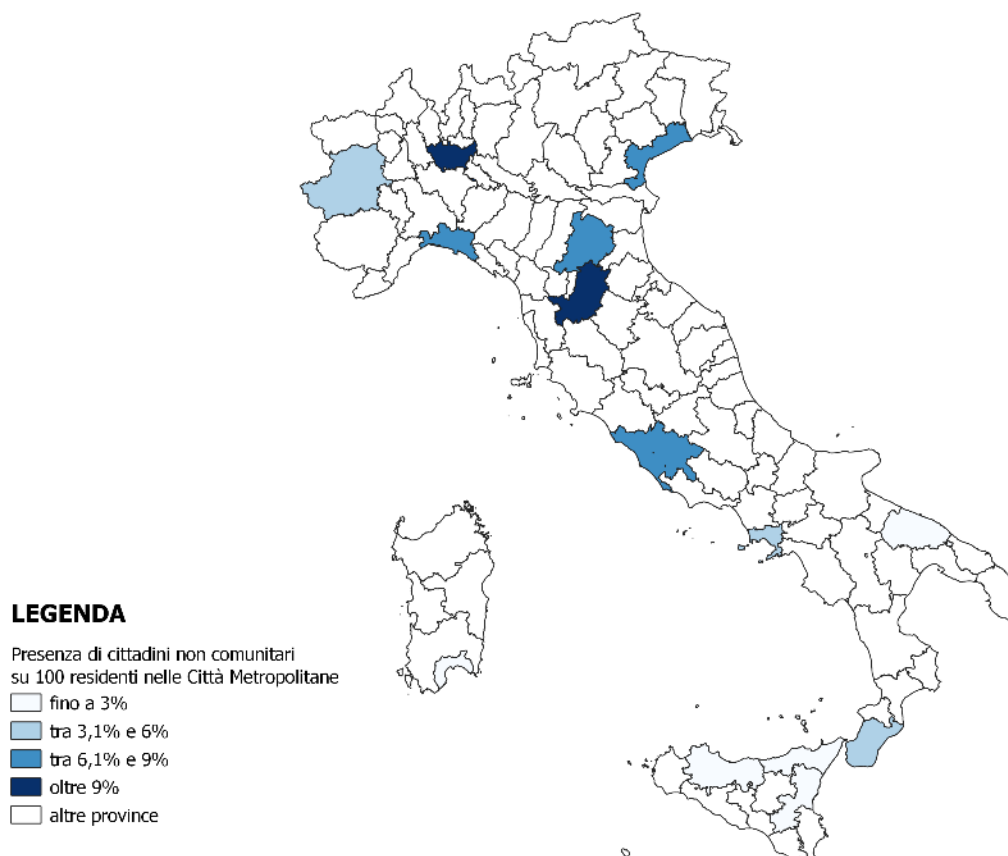 LEGENDA
Presenza di cittadini non comunitari
su 100 residenti nelle Città Metropolitane
fino a 3%
tra 3,1% e 6%
tra 6,1% e 9%
oltre 9%
altre province